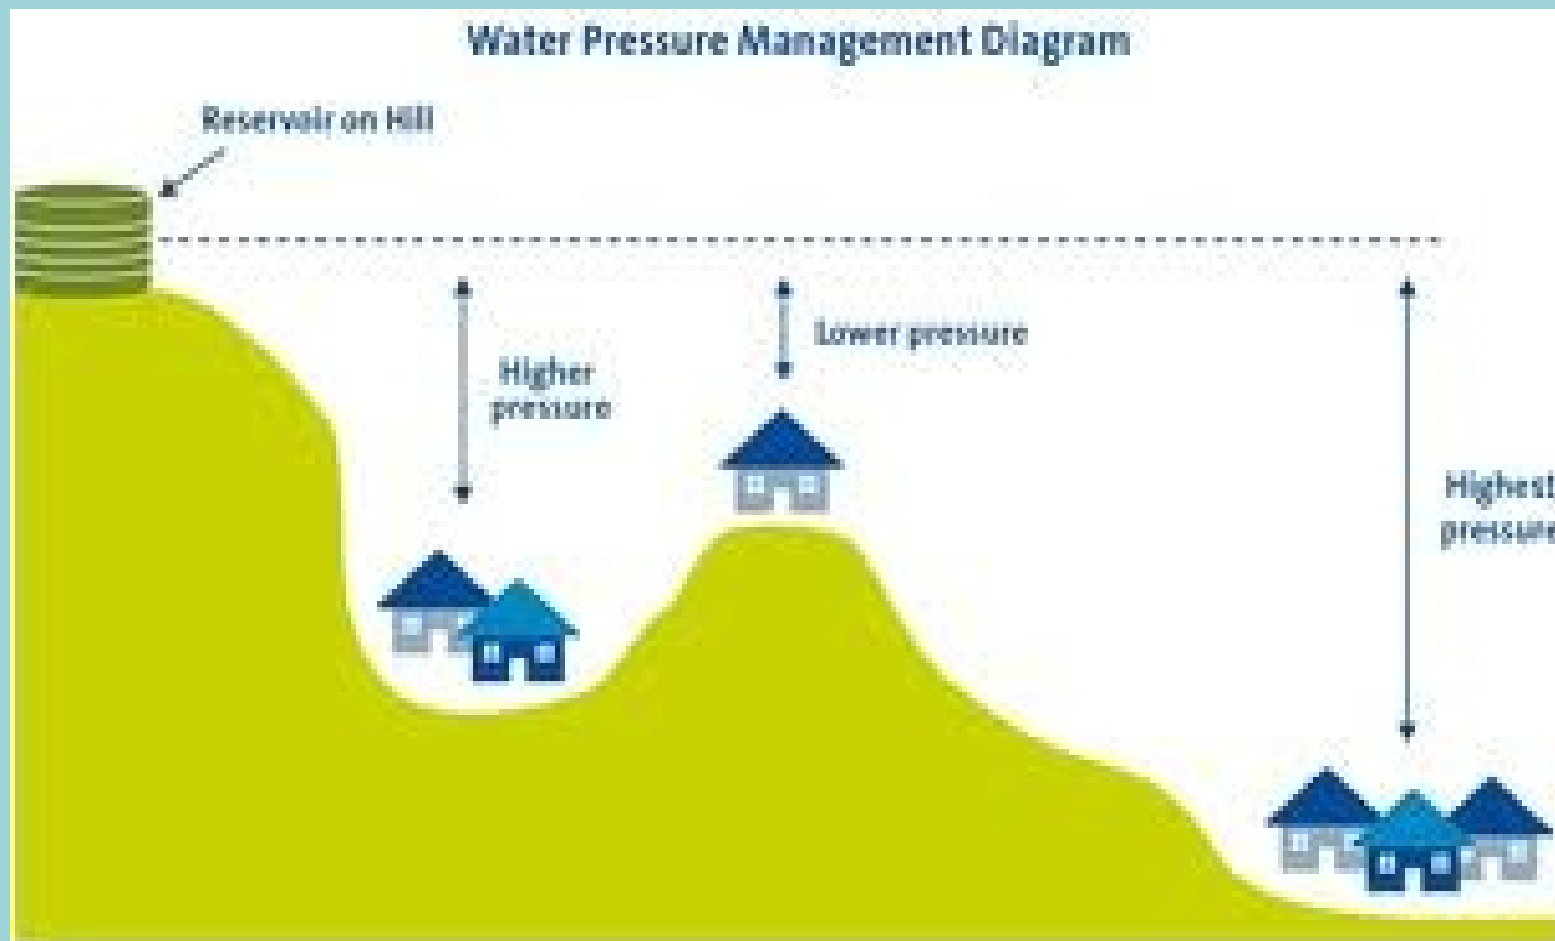 Water Pressure Management Diagram
Reservoir on Hill
Lower pressure
Higher
pressure
Highest
pressure